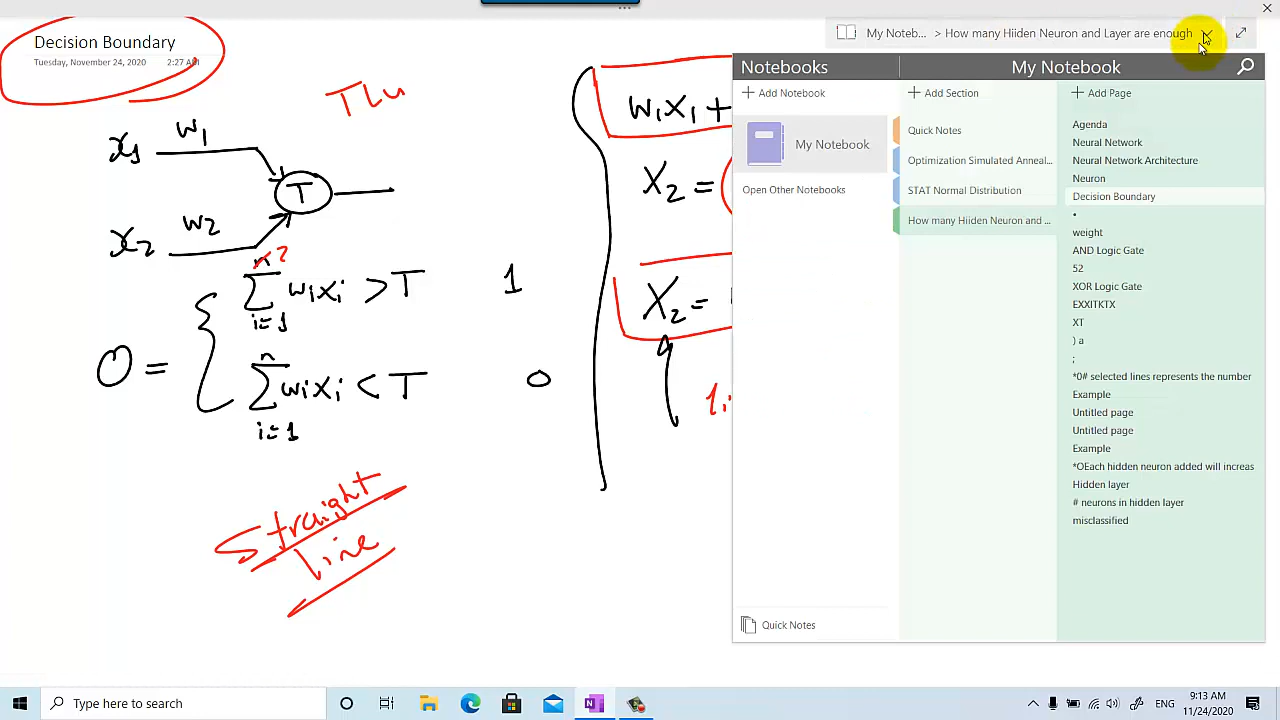 Decision Boundary
Tuesday, November 24, 2020 2:27 AM
TLU
x1 w1
T
x2 w2
O =
n 2
Σ wixi > T 1
i=1
n
Σ wixi < T 0
i=1
Straight
line
w1x1 +
X2 =
X2 =
My Noteb... > How many Hiiden Neuron and Layer are enough
Notebooks
My Notebook
+ Add Notebook
My Notebook
Open Other Notebooks
Quick Notes
+ Add Section
Quick Notes
Optimization Simulated Anneal...
STAT Normal Distribution
How many Hiiden Neuron and ...
+ Add Page
Agenda
Neural Network
Neural Network Architecture
Neuron
Decision Boundary
•
weight
AND Logic Gate
52
XOR Logic Gate
EXXITKTX
XT
) a
;
*0# selected lines represents the number
Example
Untitled page
Untitled page
Example
*OEach hidden neuron added will increas
Hidden layer
# neurons in hidden layer
misclassified
Type here to search
ENG
9:13 AM
11/24/2020